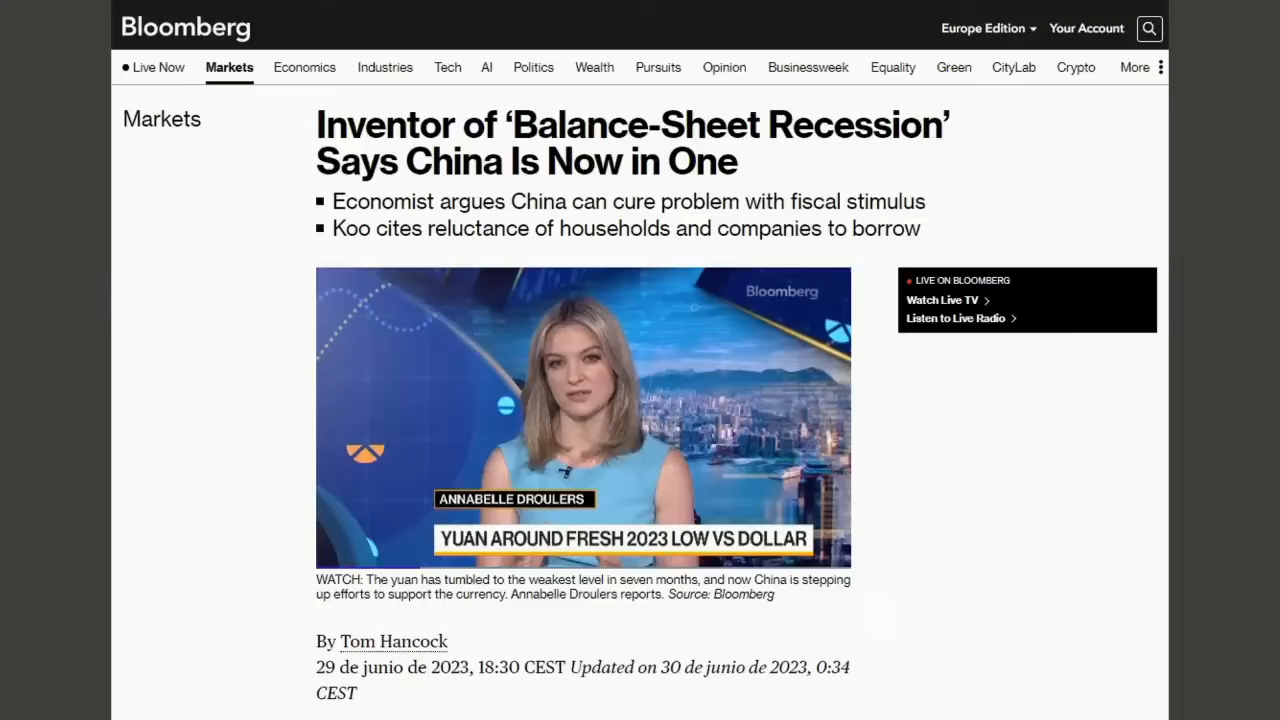 Bloomberg
Europe Edition Your Account
Live Now Markets Economics Industries Tech AI Politics Wealth Pursuits Opinion Businessweek Equality Green CityLab Crypto More
Markets
Inventor of ‘Balance-Sheet Recession’
Says China Is Now in One
Economist argues China can cure problem with fiscal stimulus
Koo cites reluctance of households and companies to borrow
Bloomberg
LIVE ON BLOOMBERG
Watch Live TV
Listen to Live Radio
ANNABELLE DROULERS
YUAN AROUND FRESH 2023 LOW VS DOLLAR
WATCH: The yuan has tumbled to the weakest level in seven months, and now China is stepping
up efforts to support the currency. Annabelle Droulers reports. Source: Bloomberg
By Tom Hancock
29 de junio de 2023, 18:30 CEST Updated on 30 de junio de 2023, 0:34
CEST